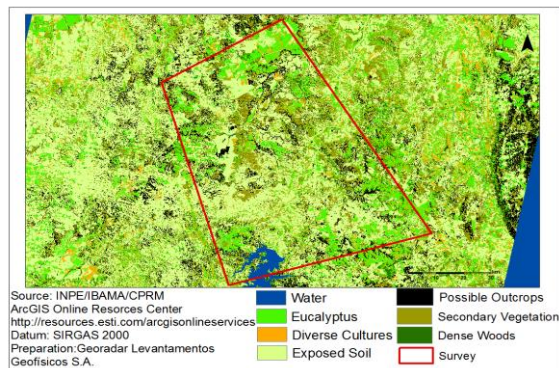 Source: INPE/IBAMA/CPRM
ArcGIS Online Resorces Center
http://resources.esti.com/arcgisonlineservices
Datum: SIRGAS 2000
Preparation:Georadar Levantamentos
Geofísicos S.A.
Water
Eucalyptus
Diverse Cultures
Exposed Soil
Possible Outcrops
Secondary Vegetation
Dense Woods
Survey